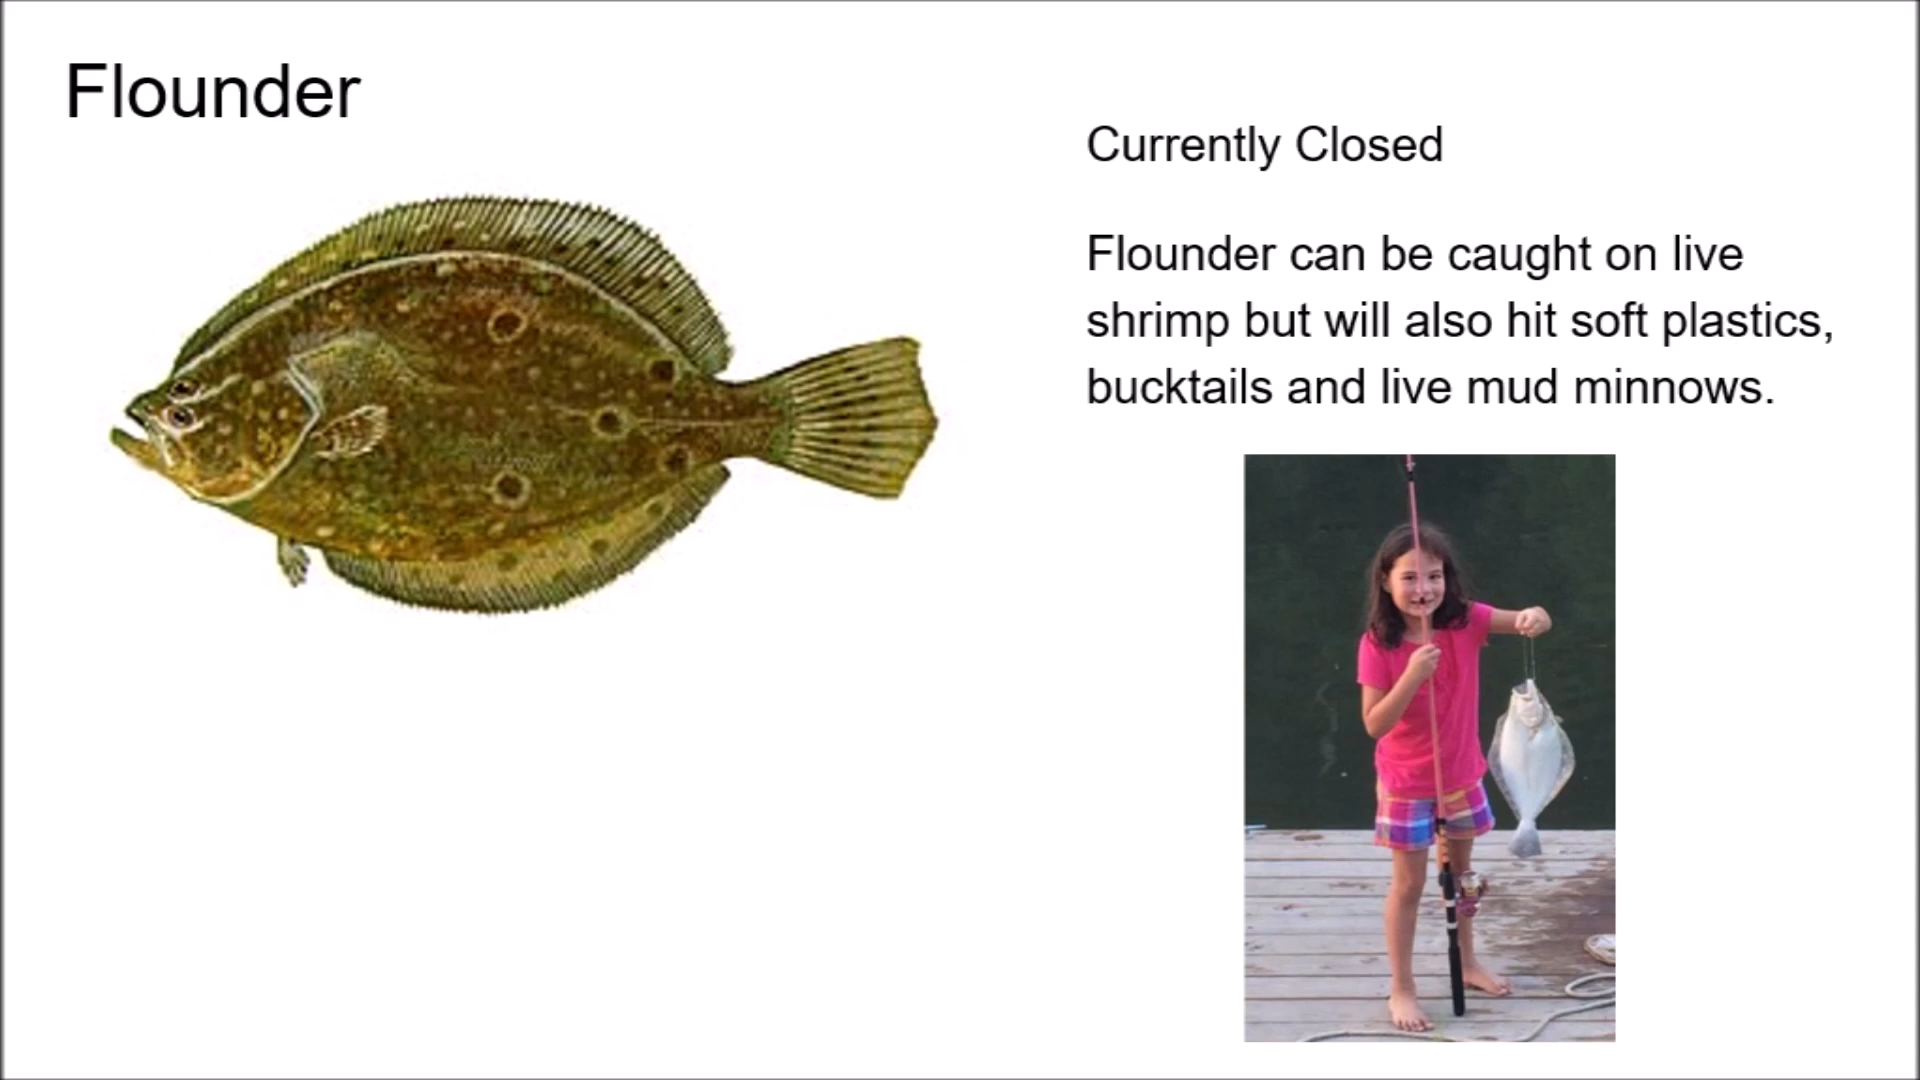 Flounder
Currently Closed
Flounder can be caught on live
shrimp but will also hit soft plastics,
bucktails and live mud minnows.